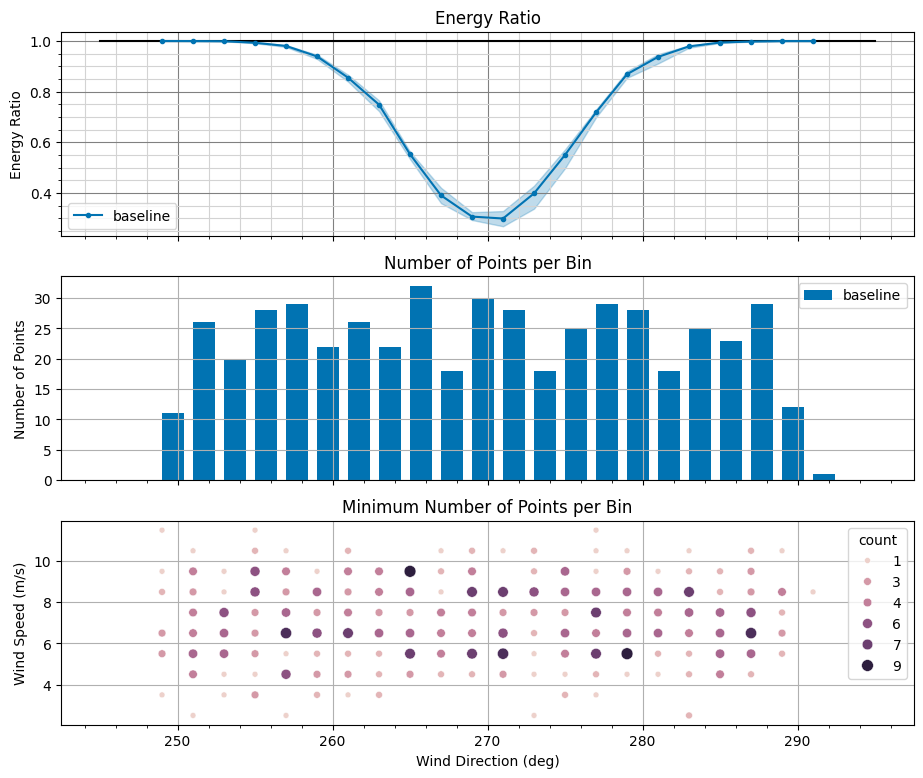 Energy Ratio
1.0
0.8
0.6
0.4
Energy Ratio
baseline
Number of Points per Bin
30
25
20
15
10
5
0
Number of Points
baseline
Minimum Number of Points per Bin
10
8
6
4
Wind Speed (m/s)
count
1
3
4
6
7
9
250
260
270
280
290
Wind Direction (deg)